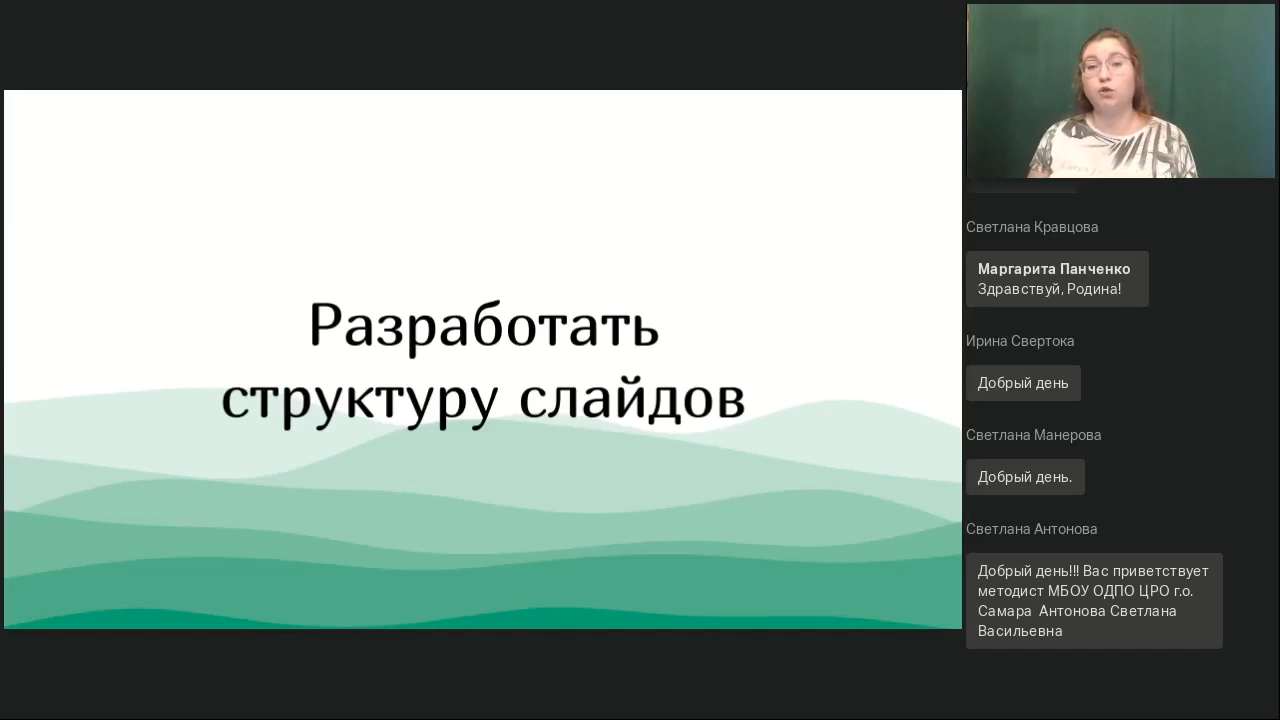 Разработать
структуру слайдов
Светлана Кравцова
Маргарита Панченко
Здравствуй, Родина!
Ирина Свертока
Добрый день
Светлана Манерова
Добрый день.
Светлана Антонова
Добрый день!!! Вас приветствует
методист МБОУ ОДПО ЦРО г.о.
Самара Антонова Светлана
Васильевна